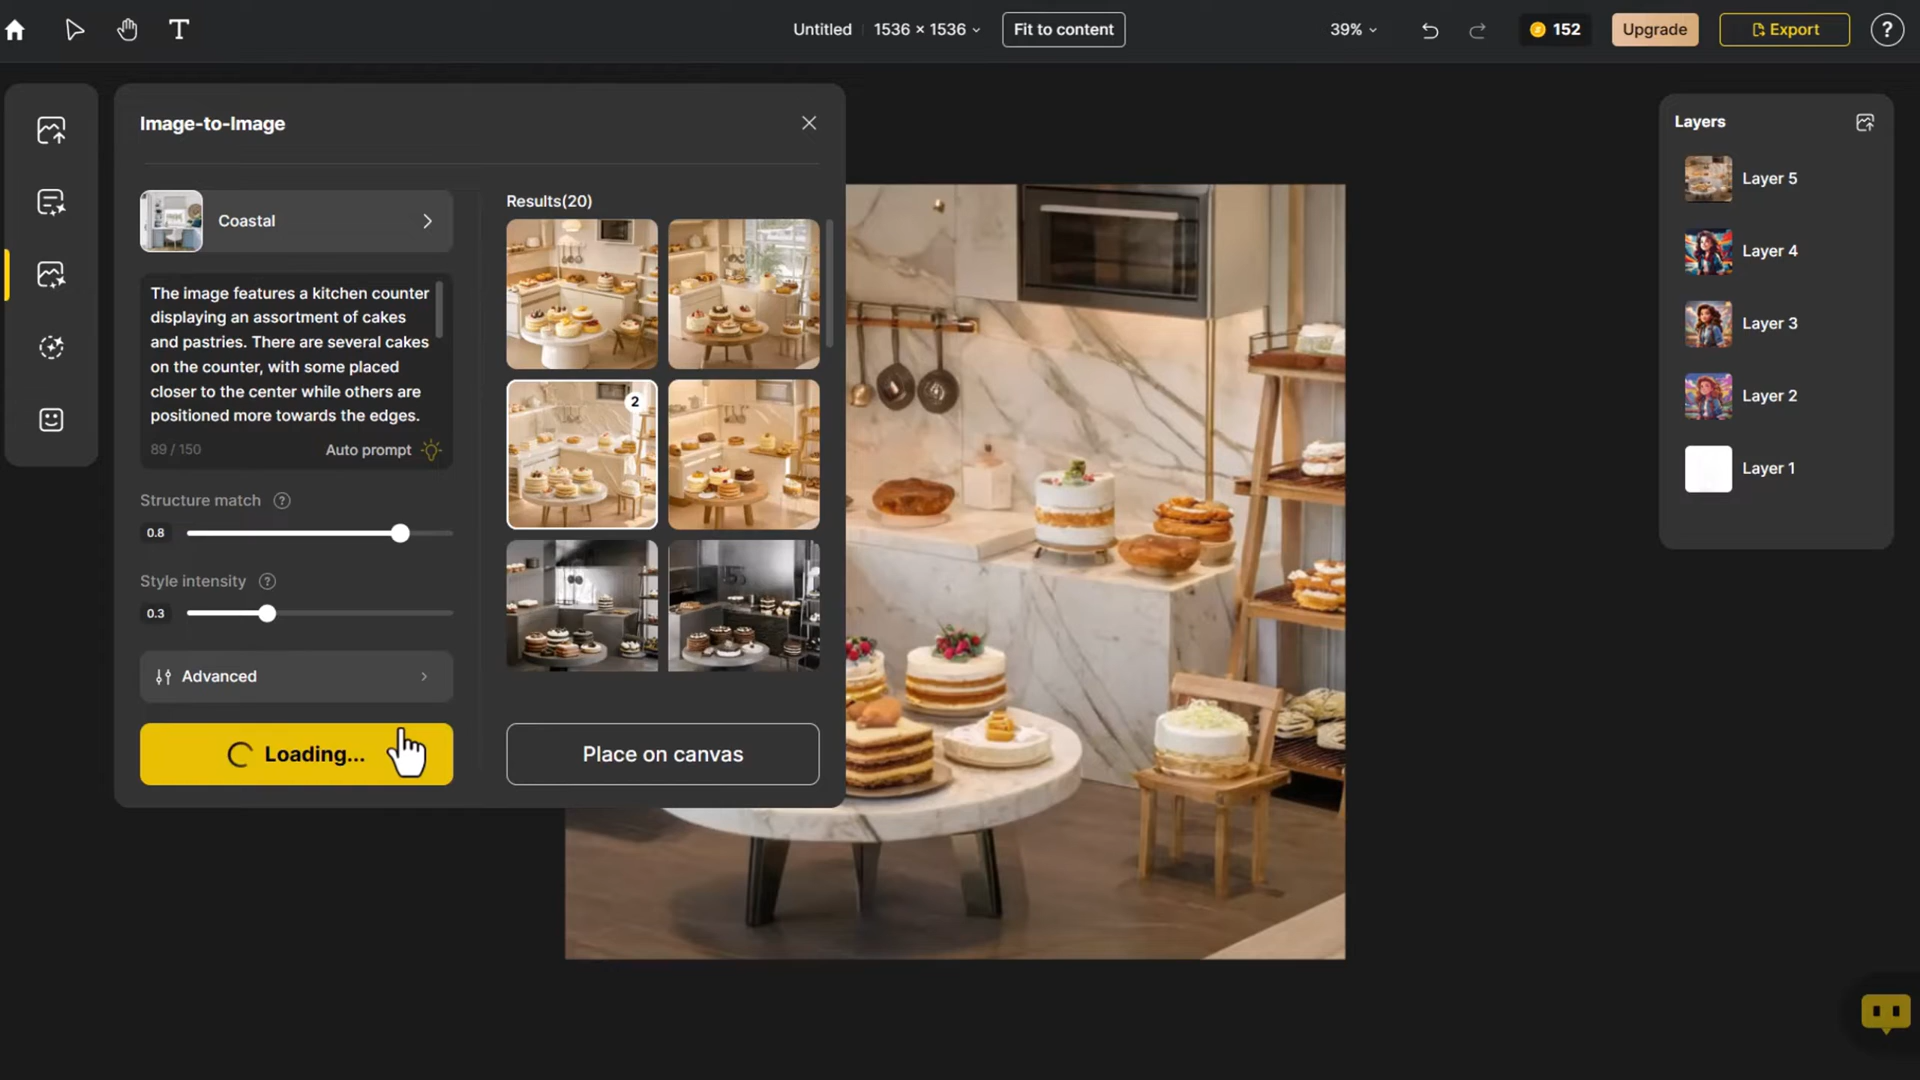 Untitled
1536 × 1536
Fit to content
39%
152
Upgrade
Export
?
Image-to-Image
Coastal
The image features a kitchen counter
displaying an assortment of cakes
and pastries. There are several cakes
on the counter, with some placed
closer to the center while others are
positioned more towards the edges.
89 / 150
Auto prompt
Structure match ?
0.8
Style intensity ?
0.3
Advanced
Loading...
Results(20)
2
Place on canvas
Layers
Layer 5
Layer 4
Layer 3
Layer 2
Layer 1